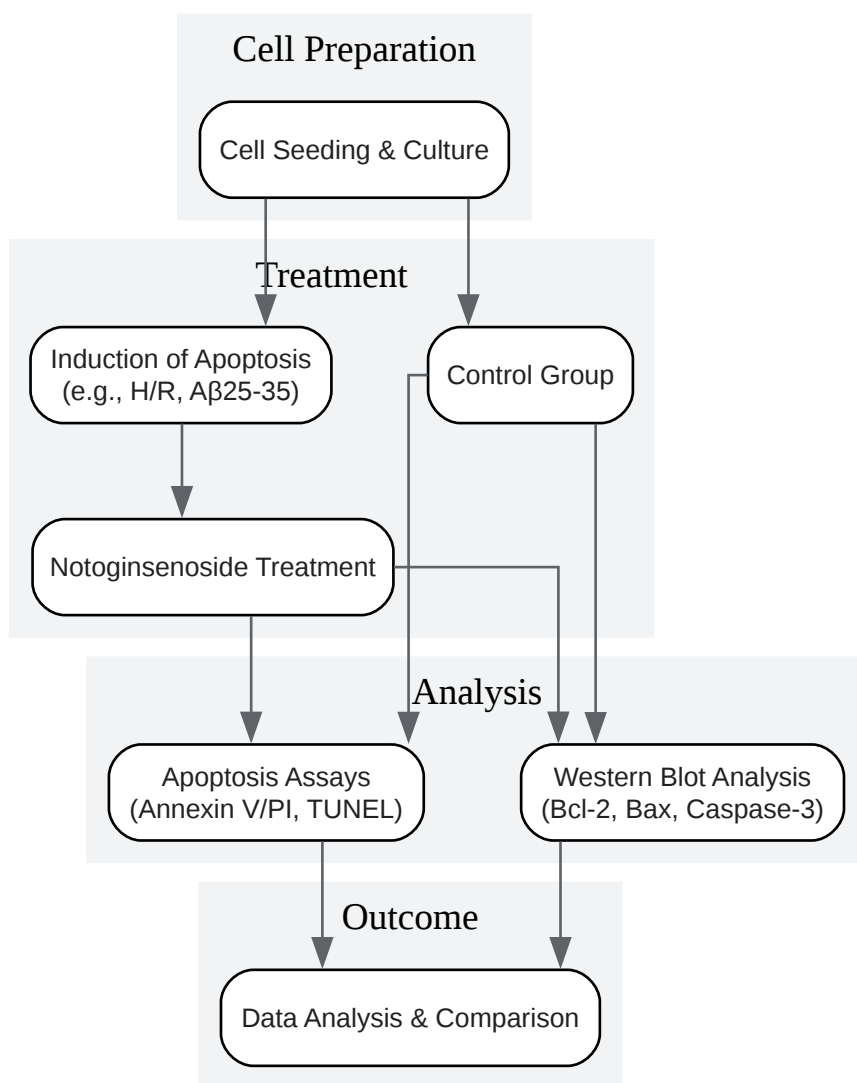 Cell Preparation
Cell Seeding & Culture
Treatment
Induction of Apoptosis
(e.g., H/R, Aβ25-35)
Control Group
Notoginsenoside Treatment
Analysis
Apoptosis Assays
(Annexin V/PI, TUNEL)
Western Blot Analysis
(Bcl-2, Bax, Caspase-3)
Outcome
Data Analysis & Comparison